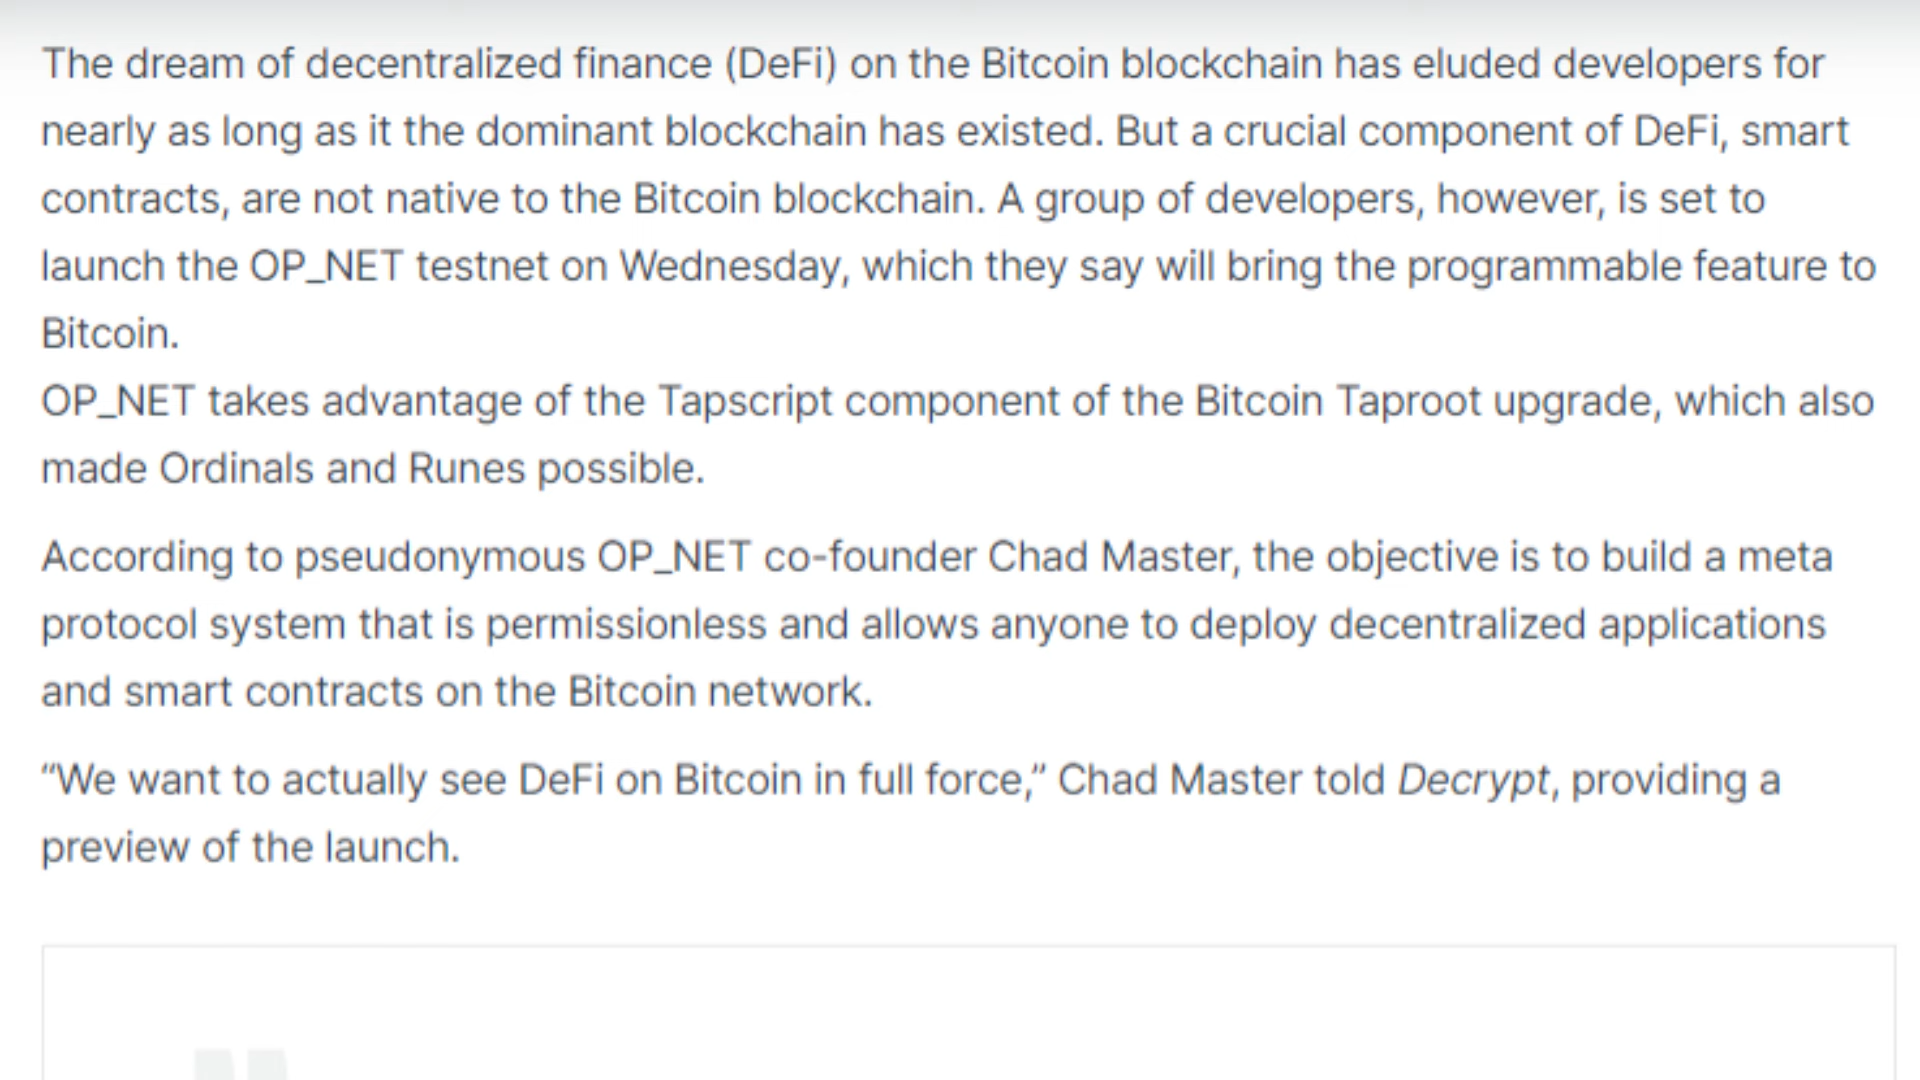 The dream of decentralized finance (DeFi) on the Bitcoin blockchain has eluded developers for
nearly as long as it the dominant blockchain has existed. But a crucial component of DeFi, smart
contracts, are not native to the Bitcoin blockchain. A group of developers, however, is set to
launch the OP_NET testnet on Wednesday, which they say will bring the programmable feature to
Bitcoin.
OP_NET takes advantage of the Tapscript component of the Bitcoin Taproot upgrade, which also
made Ordinals and Runes possible.
According to pseudonymous OP_NET co-founder Chad Master, the objective is to build a meta
protocol system that is permissionless and allows anyone to deploy decentralized applications
and smart contracts on the Bitcoin network.
“We want to actually see DeFi on Bitcoin in full force,” Chad Master told Decrypt, providing a
preview of the launch.